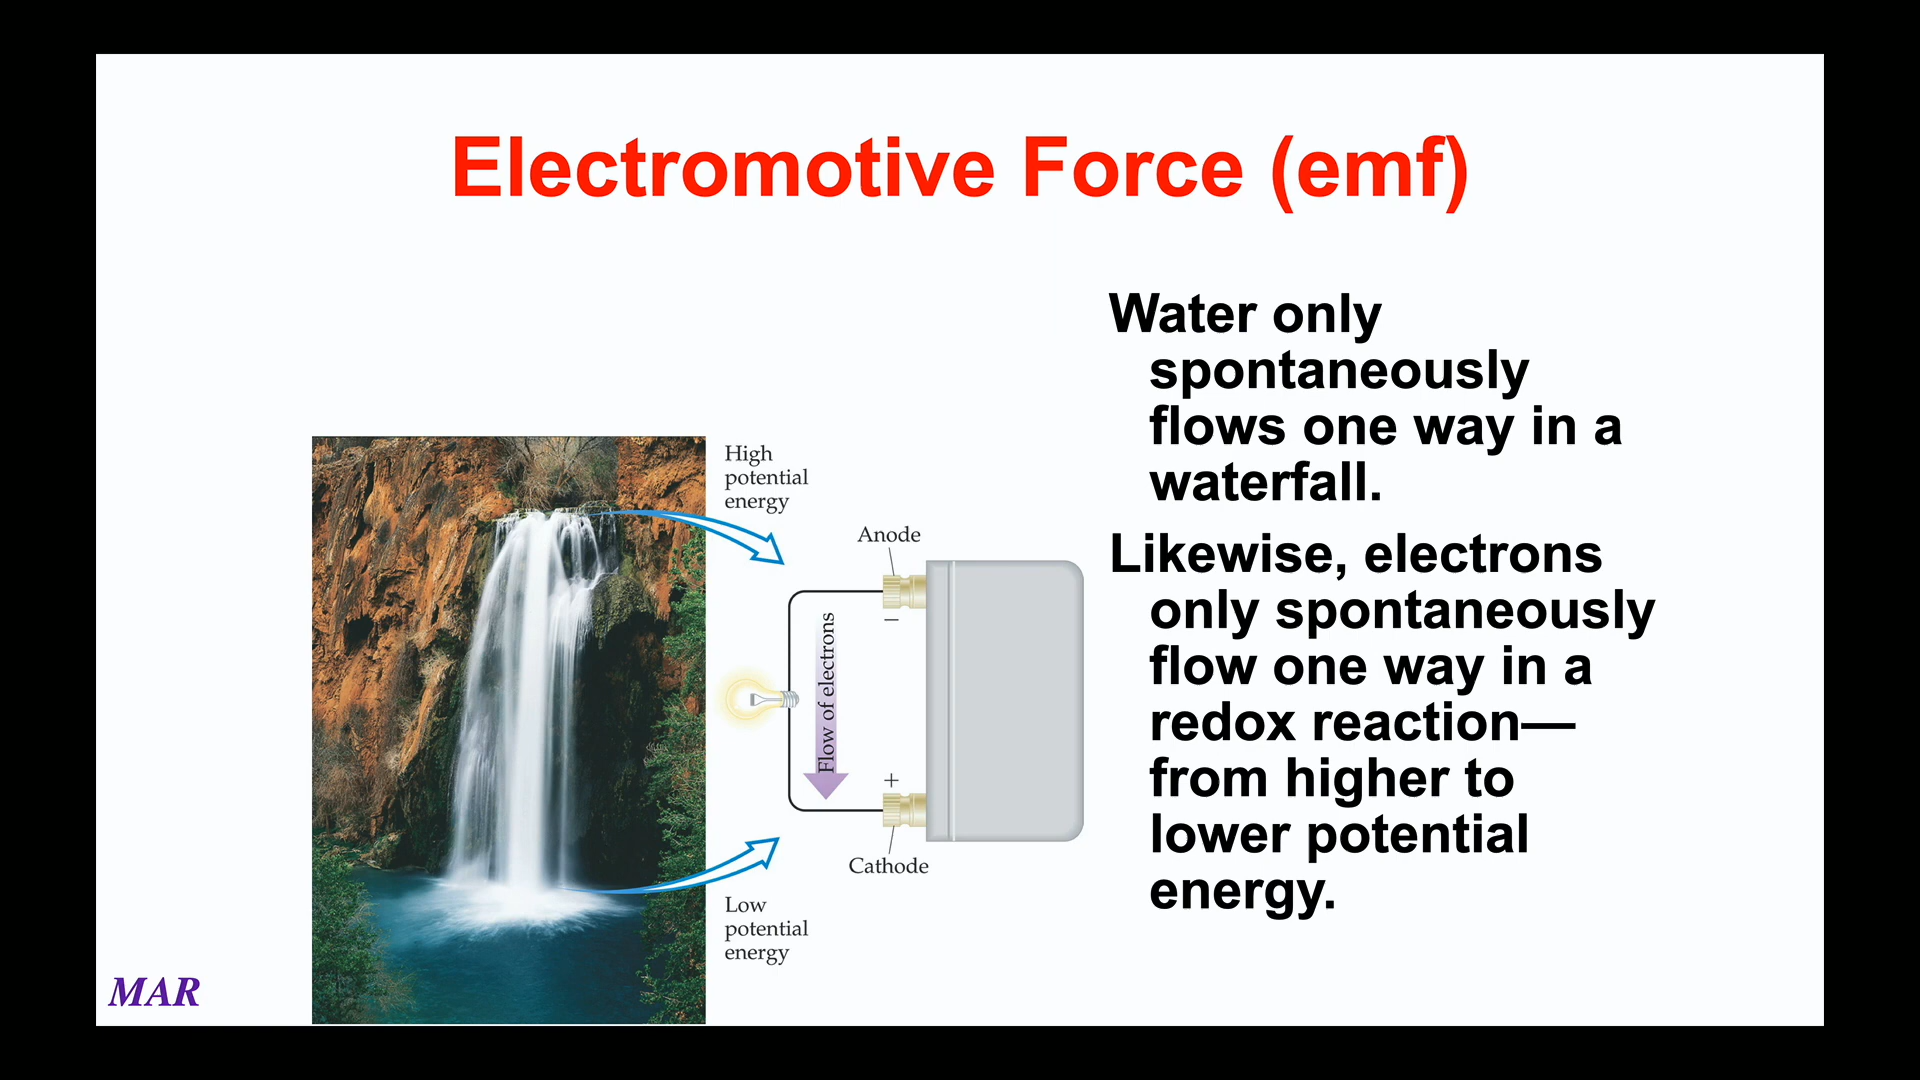 Electromotive Force (emf)
Water only
spontaneously
flows one way in a
waterfall.
Likewise, electrons
only spontaneously
flow one way in a
redox reaction—
from higher to
lower potential
energy.
High
potential
energy
Anode
–
Flow of electrons
+
Cathode
Low
potential
energy
MAR